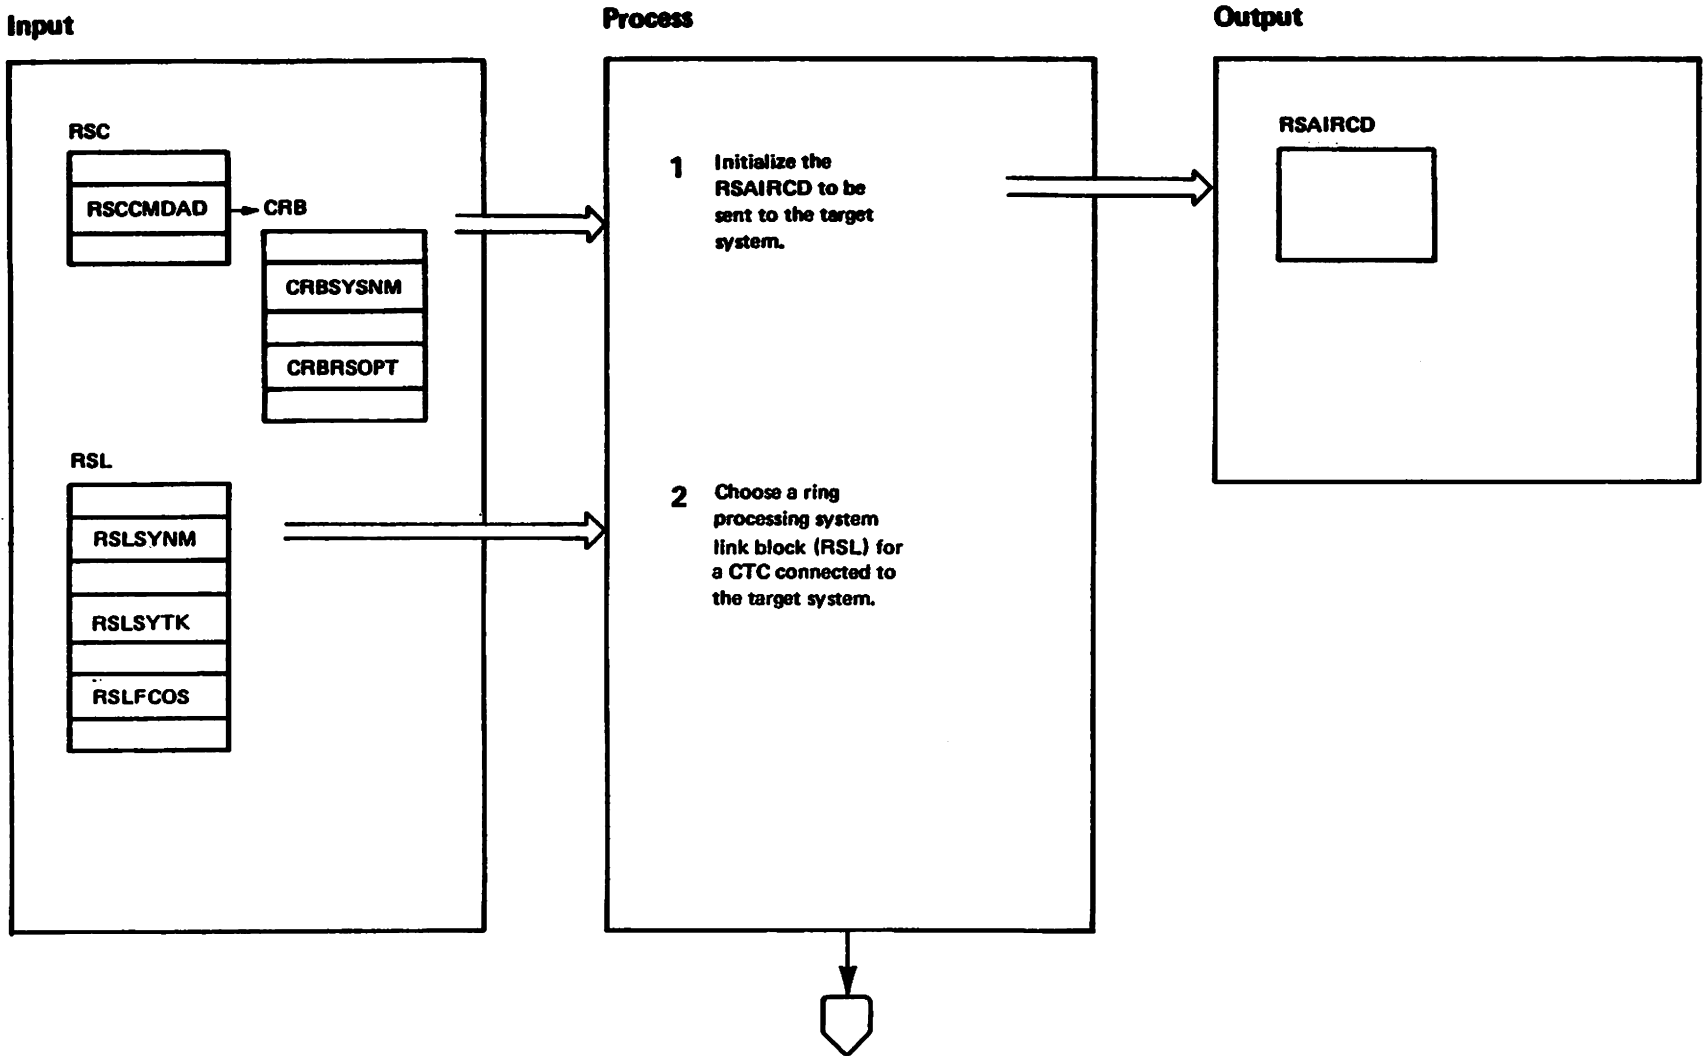 Input
Process
Output
RSC
RSCCMDAD
CRB
CRBSYSNM
CRBRSOPT
RSL
RSLSYNM
RSLSYTK
RSLFCOS
1 Initialize the
RSAIRCD to be
sent to the target
system.
2 Choose a ring
processing system
link block (RSL) for
a CTC connected to
the target system.
RSAIRCD